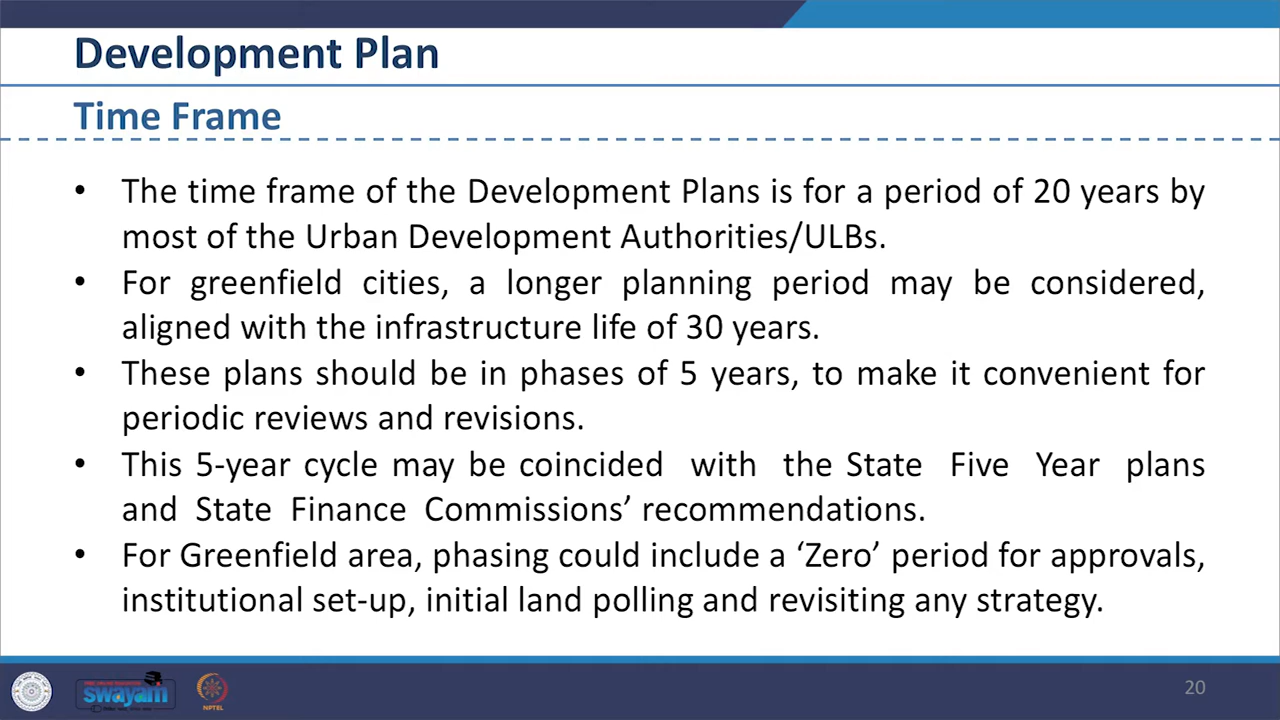 Development Plan
Time Frame
• The time frame of the Development Plans is for a period of 20 years by
most of the Urban Development Authorities/ULBs.
• For greenfield cities, a longer planning period may be considered,
aligned with the infrastructure life of 30 years.
• These plans should be in phases of 5 years, to make it convenient for
periodic reviews and revisions.
• This 5-year cycle may be coincided with the State Five Year plans
and State Finance Commissions’ recommendations.
• For Greenfield area, phasing could include a ‘Zero’ period for approvals,
institutional set-up, initial land polling and revisiting any strategy.
swayam
NPTEL
20